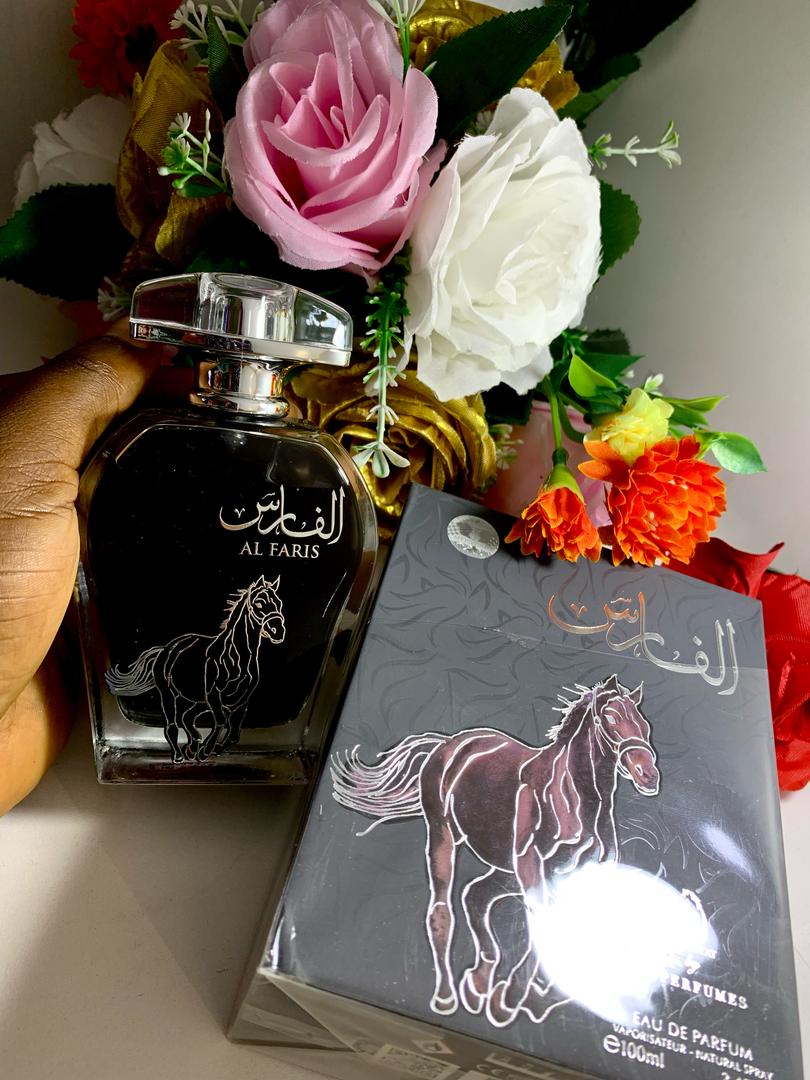 الفارس
AL FARIS
الفارس
PERFUMES
EAU DE PARFUM
VAPORISATEUR - NATURAL SPRAY
e100ml